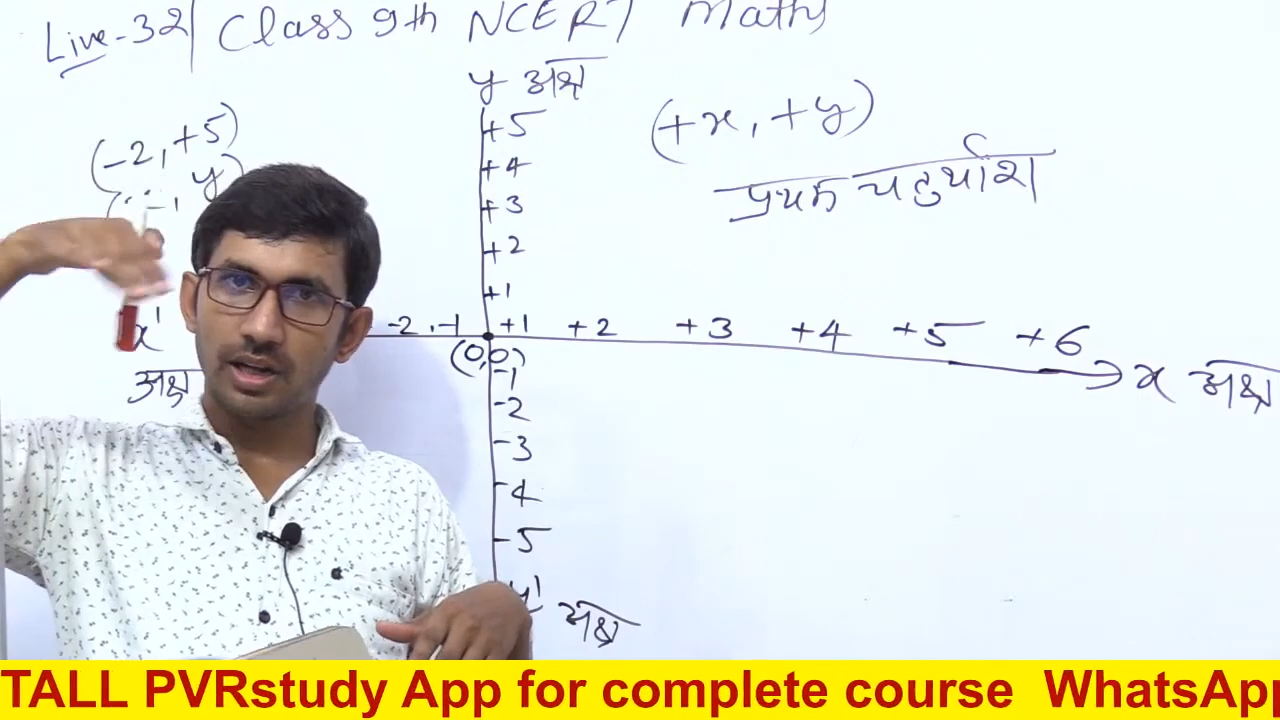 Live-32 | Class 9th NCERT Maths
y अक्ष
(-2, +5)
(+x, +y)
y)
प्रथम चतुर्थांश
+5
+4
+3
+2
+1
x'
अक्ष
-2, -1 +1 +2 +3 +4 +5 +6
(0,0)
x अक्ष
-1
-2
-3
-4
-5
y' अक्ष
TALL PVRstudy App for complete course WhatsAp